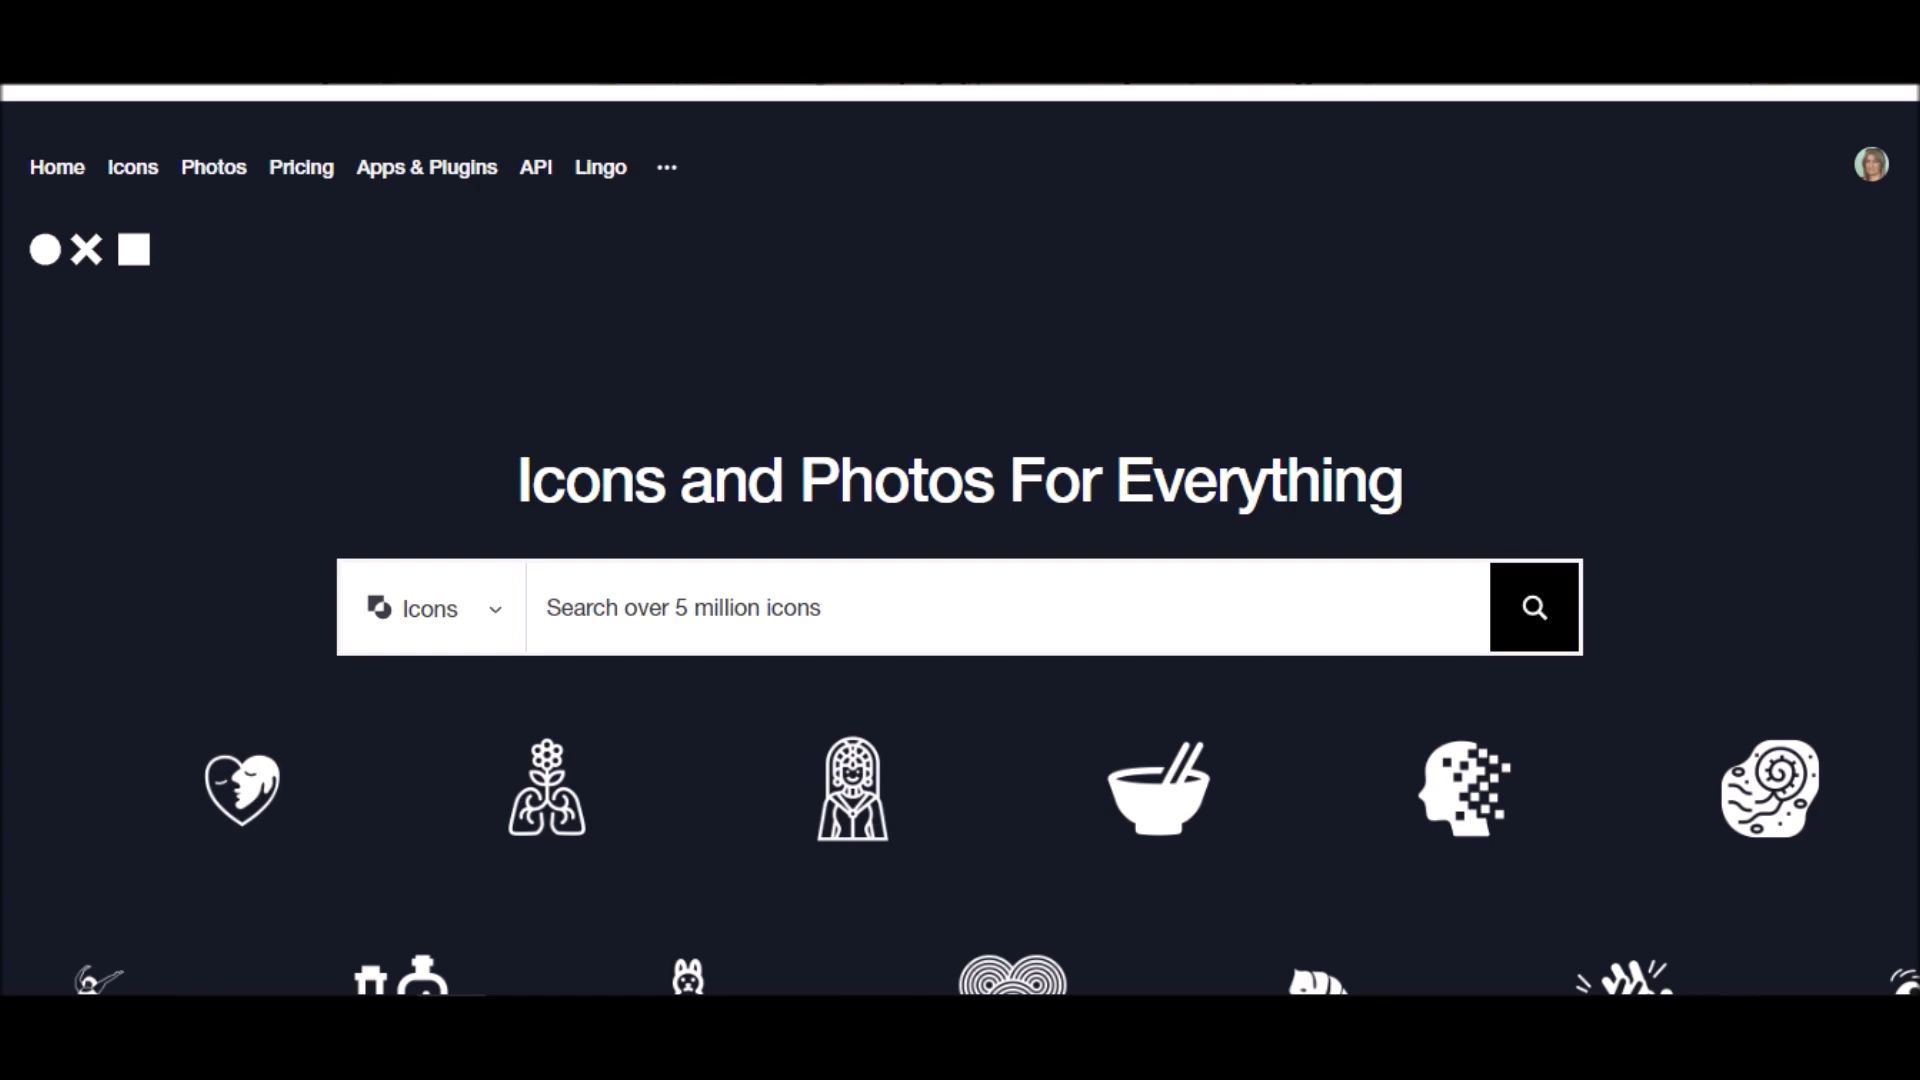 Home Icons Photos Pricing Apps & Plugins API Lingo ···
Icons and Photos For Everything
Icons
Search over 5 million icons